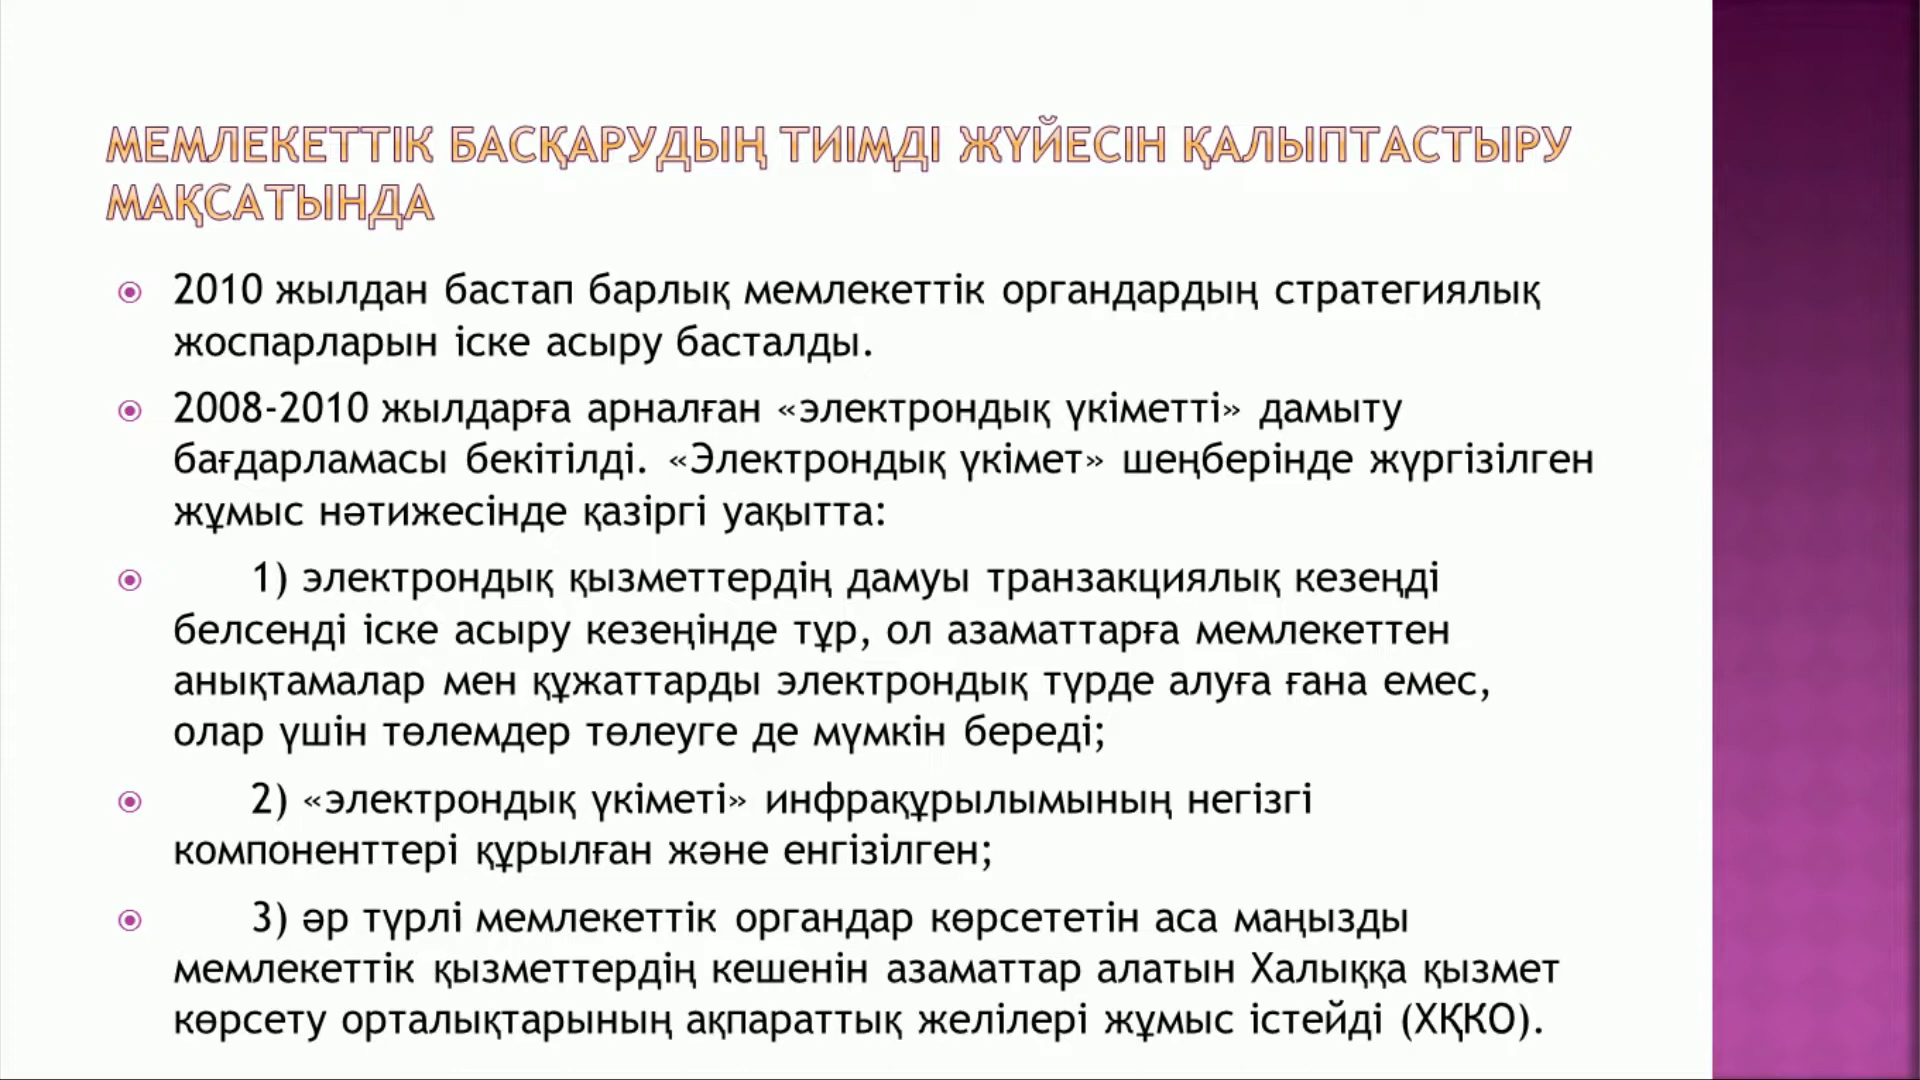 МЕМЛЕКЕТТІК БАСҚАРУДЫҢ ТИІМДІ ЖҮЙЕСІН ҚАЛЫПТАСТЫРУ
МАҚСАТЫНДА
2010 жылдан бастап барлық мемлекеттік органдардың стратегиялық
жоспарларын іске асыру басталды.
2008-2010 жылдарға арналған «электрондық үкіметті» дамыту
бағдарламасы бекітілді. «Электрондық үкімет» шеңберінде жүргізілген
жұмыс нәтижесінде қазіргі уақытта:
1) электрондық қызметтердің дамуы транзакциялық кезеңді
белсенді іске асыру кезеңінде тұр, ол азаматтарға мемлекеттен
анықтамалар мен құжаттарды электрондық түрде алуға ғана емес,
олар үшін төлемдер төлеуге де мүмкін береді;
2) «электрондық үкіметі» инфрақұрылымының негізгі
компоненттері құрылған және енгізілген;
3) әр түрлі мемлекеттік органдар көрсететін аса маңызды
мемлекеттік қызметтердің кешенін азаматтар алатын Халыққа қызмет
көрсету орталықтарының ақпараттық желілері жұмыс істейді (ХҚКО).